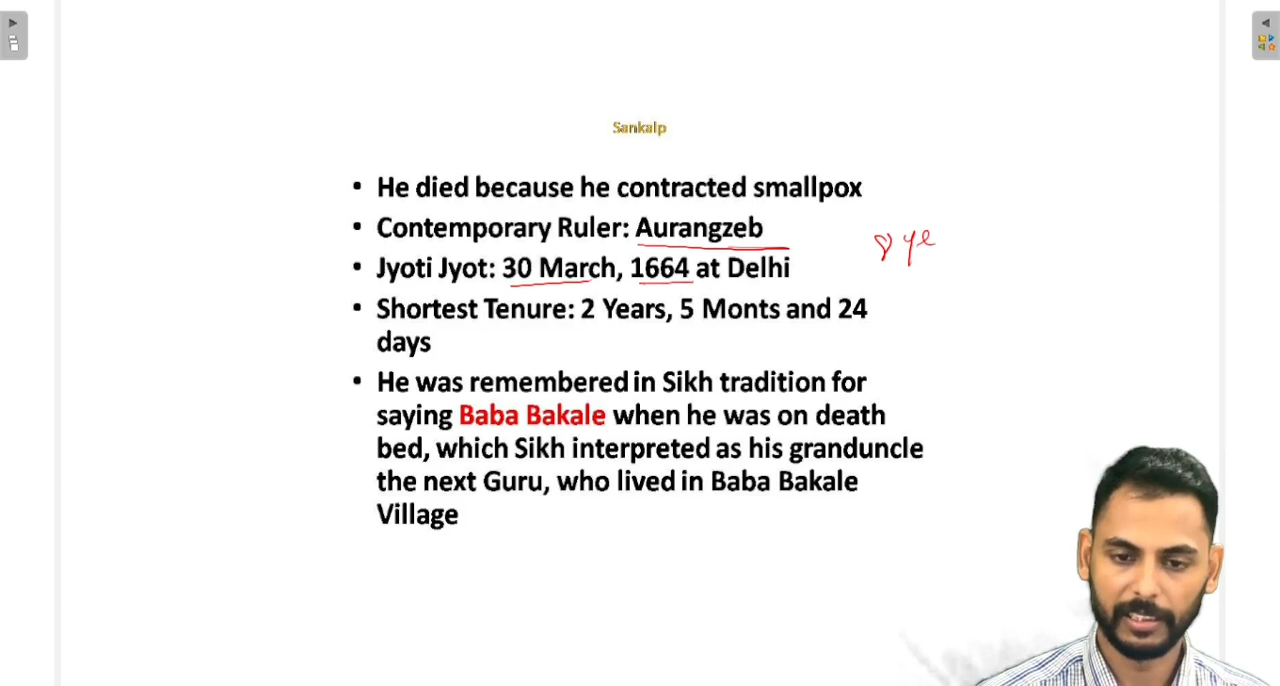 Sankalp
• He died because he contracted smallpox
• Contemporary Ruler: Aurangzeb
8 ye
• Jyoti Jyot: 30 March, 1664 at Delhi
• Shortest Tenure: 2 Years, 5 Monts and 24
days
• He was remembered in Sikh tradition for
saying Baba Bakale when he was on death
bed, which Sikh interpreted as his granduncle
the next Guru, who lived in Baba Bakale
Village